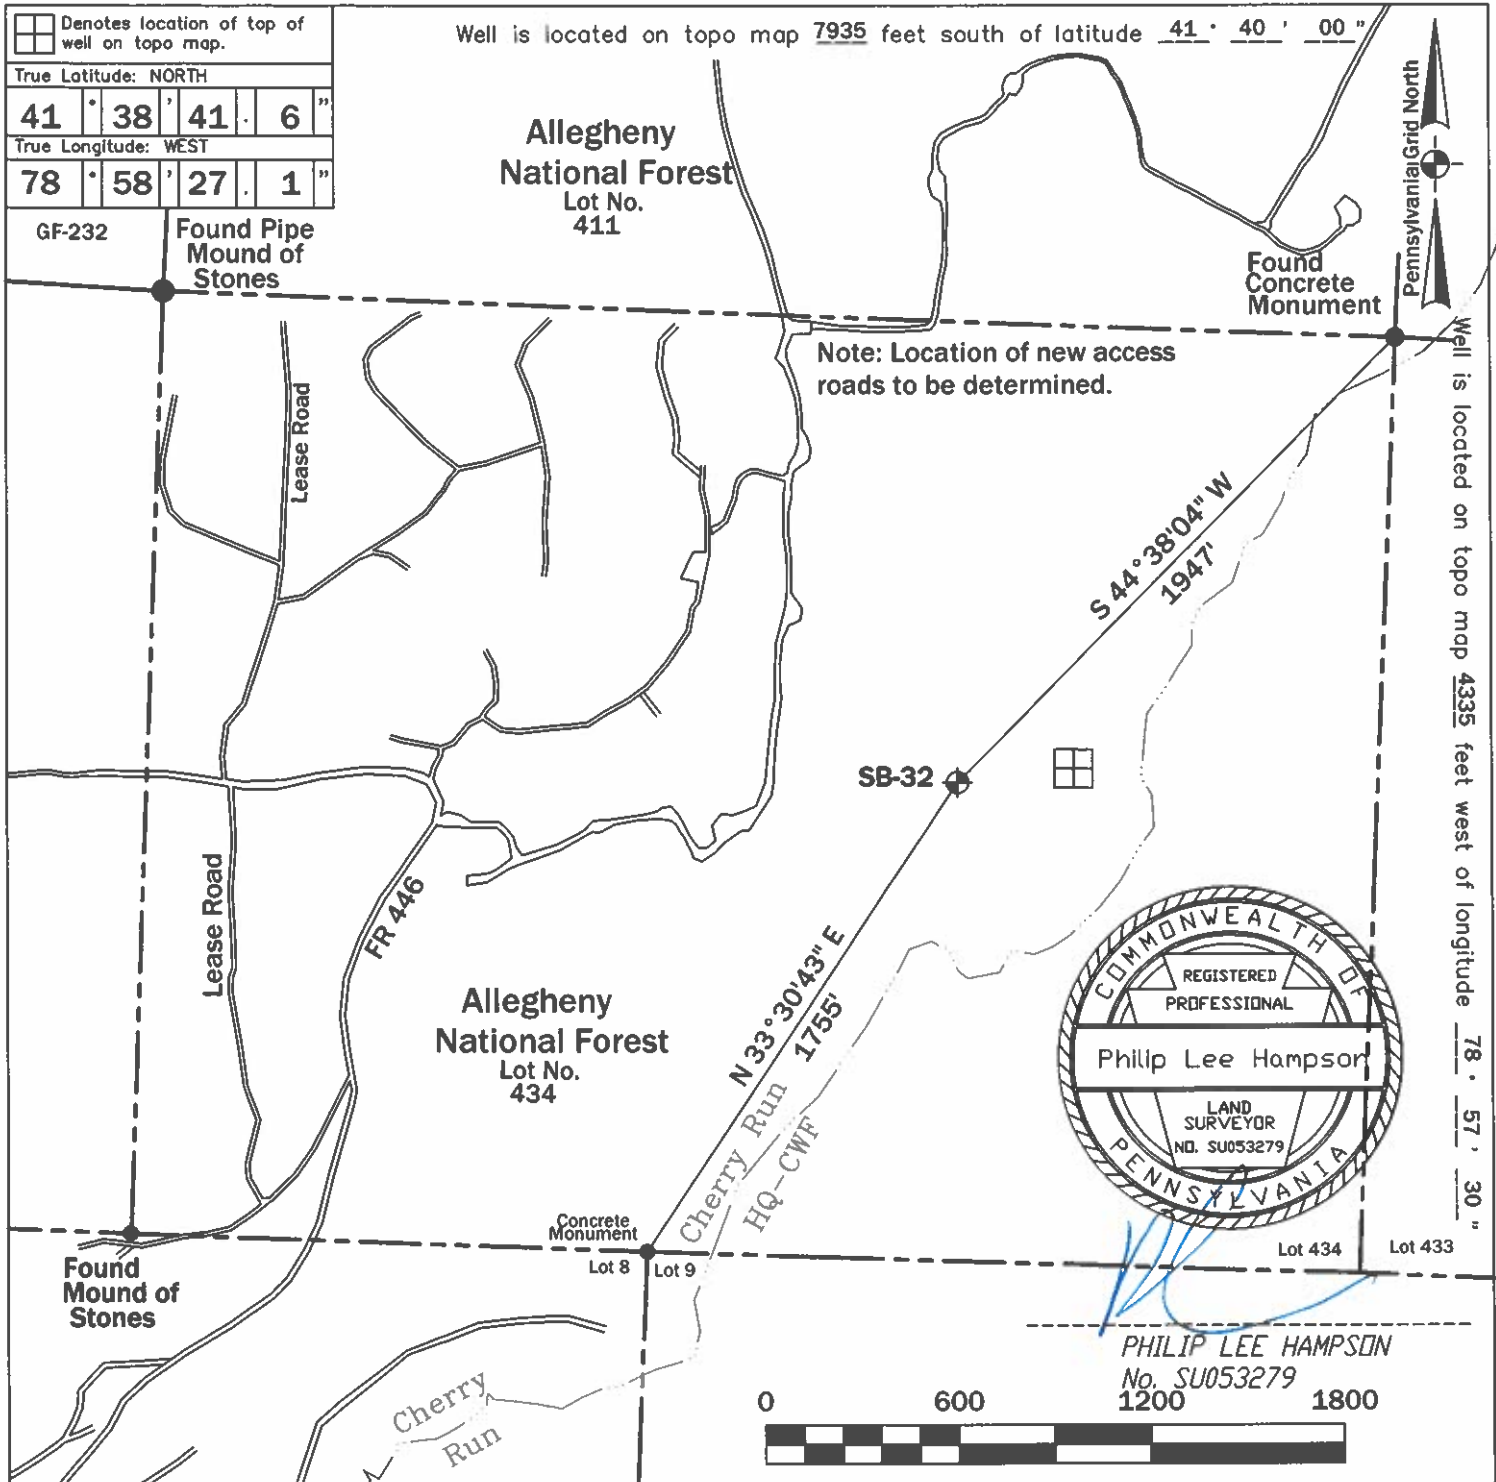 Denotes location of top of
well on topo map.
Well is located on topo map 7935 feet south of latitude 41 ° 40 ' 00 "
True Latitude: NORTH
41 ° 38 ' 41 . 6 "
True Longitude: WEST
78 ° 58 ' 27 . 1 "
GF-232
Found Pipe
Mound of
Stones
Allegheny
National Forest
Lot No.
411
Pennsylvania Grid North
Found
Concrete
Monument
Note: Location of new access
roads to be determined.
Well is located on topo map 4335 feet west of longitude 78 ° 57 ' 30 "
Lease Road
S 44°38'04" W
1947'
SB-32
Lease Road
FR 446
N 33°30'43" E
1755'
Allegheny
National Forest
Lot No.
434
Cherry Run
HQ-CWF
COMMONWEALTH OF
REGISTERED
PROFESSIONAL
Philip Lee Hampson
LAND
SURVEYOR
NO. SU053279
PENNSYLVANIA
Concrete
Monument
Lot 8
Lot 9
Lot 434
Lot 433
Found
Mound of
Stones
PHILIP LEE HAMPSON
No. SU053279
Cherry
Run
0 600 1200 1800